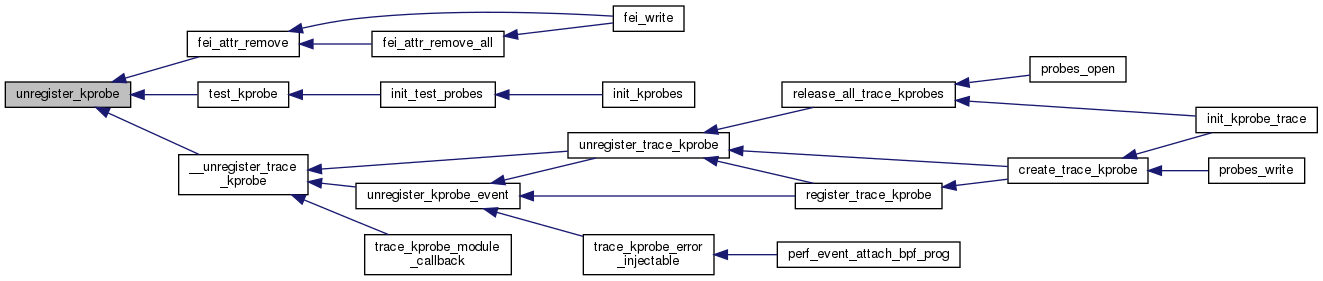 fei_write
fei_attr_remove
fei_attr_remove_all
probes_open
unregister_kprobe
test_kprobe
init_test_probes
init_kprobes
release_all_trace_kprobes
init_kprobe_trace
unregister_trace_kprobe
__unregister_trace
_kprobe
create_trace_kprobe
probes_write
unregister_kprobe_event
register_trace_kprobe
trace_kprobe_module
_callback
trace_kprobe_error
_injectable
perf_event_attach_bpf_prog